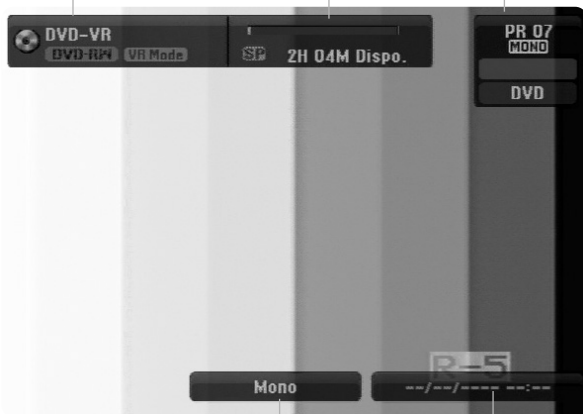 DVD-VR
DVD-RW VR Mode
SP 2H 04M Dispo.
PR 07
MONO
DVD
R-5
Mono
--/--/---- --:--